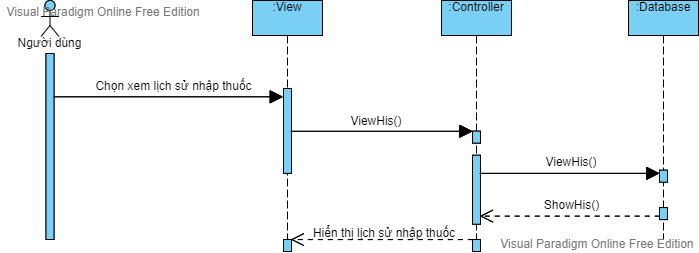 Visual Paradigm Online Free Edition
:View
:Controller
:Database
Người dùng
Chọn xem lịch sử nhập thuốc
ViewHis()
ViewHis()
ShowHis()
Hiển thị lịch sử nhập thuốc
Visual Paradigm Online Free Edition